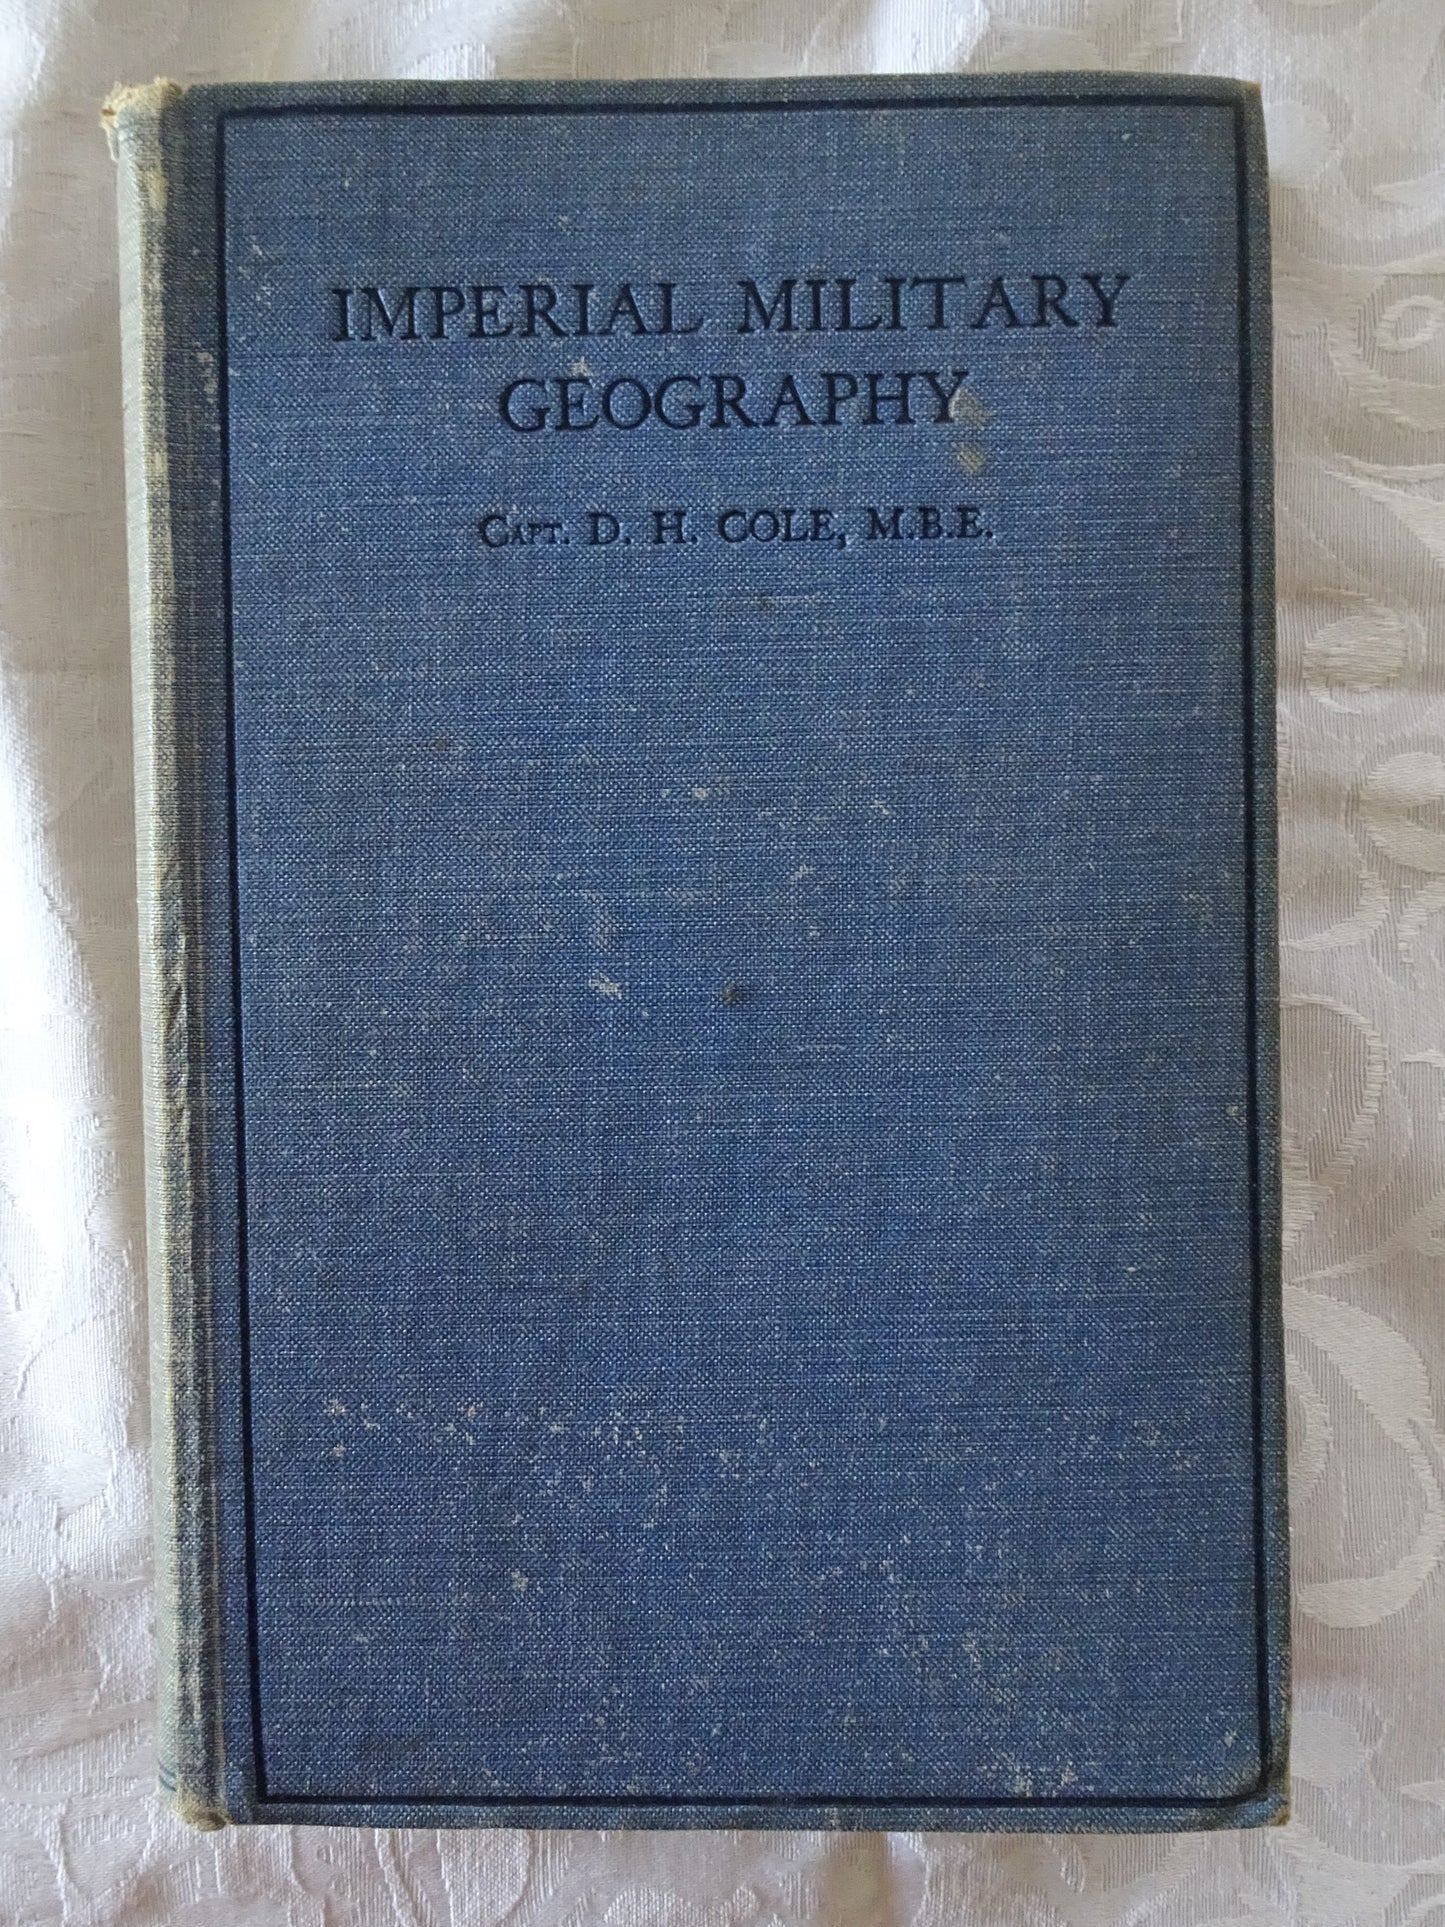 IMPERIAL MILITARY
GEOGRAPHY
CAPT. D. H. COLE, M.B.E.